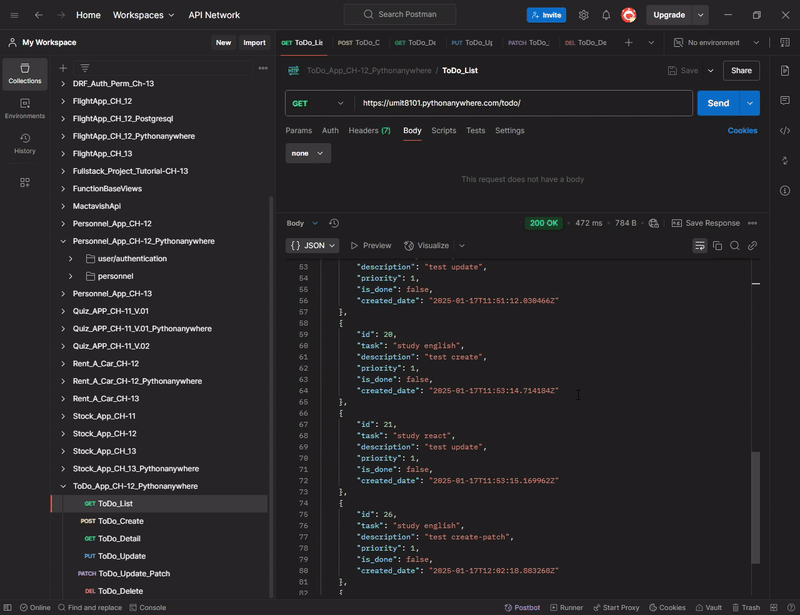 Home Workspaces API Network Search Postman Invite Upgrade
My Workspace New Import
GET ToDo_Lis POST ToDo_C GET ToDo_De PUT ToDo_Up PATCH ToDo_ DEL ToDo_De No environment
Collections
Environments
History
DRF_Auth_Perm_Ch-13
FlightApp_CH_12
FlightApp_CH_12_Postgresql
FlightApp_CH_12_Pythonanywhere
FlightApp_CH_13
Fullstack_Project_Tutorial-CH-13
FunctionBaseViews
MactavishApi
Personnel_App_CH-12
Personnel_App_CH-12_Pythonanywhere
user/authentication
personnel
Personnel_App_CH-13
Quiz_APP_CH-11_V.01
Quiz_APP_CH-11_V.01_Pythonanywhere
Quiz_APP_CH-11_V.02
Rent_A_Car_CH-12
Rent_A_Car_CH-12_Pythonanywhere
Rent_A_Car_CH-13
Stock_App_CH-11
Stock_App_CH-12
Stock_App_CH_13
Stock_App_CH_13_Pythonanywhere
ToDo_App_CH-12_Pythonanywhere
GET ToDo_List
POST ToDo_Create
GET ToDo_Detail
PUT ToDo_Update
PATCH ToDo_Update_Patch
DEL ToDo_Delete
HTTP ToDo_App_CH-12_Pythonanywhere / ToDo_List Save Share
GET https://umit8101.pythonanywhere.com/todo/ Send
Params Auth Headers (7) Body Scripts Tests Settings Cookies
none
This request does not have a body
Body 200 OK • 472 ms • 784 B • Save Response
{ } JSON Preview Visualize
53 "description": "test update",
54 "priority": 1,
55 "is_done": false,
56 "created_date": "2025-01-17T11:51:12.030466Z"
57 },
58 {
59 "id": 20,
60 "task": "study english",
61 "description": "test create",
62 "priority": 1,
63 "is_done": false,
64 "created_date": "2025-01-17T11:53:14.714184Z"
65 },
66 {
67 "id": 21,
68 "task": "study react",
69 "description": "test update",
70 "priority": 1,
71 "is_done": false,
72 "created_date": "2025-01-17T11:53:15.169962Z"
73 },
74 {
75 "id": 26,
76 "task": "study english",
77 "description": "test create-patch",
78 "priority": 1,
79 "is_done": false,
80 "created_date": "2025-01-17T12:02:18.883268Z"
81 },
82 {
Online Find and replace Console Postbot Runner Start Proxy Cookies Vault Trash